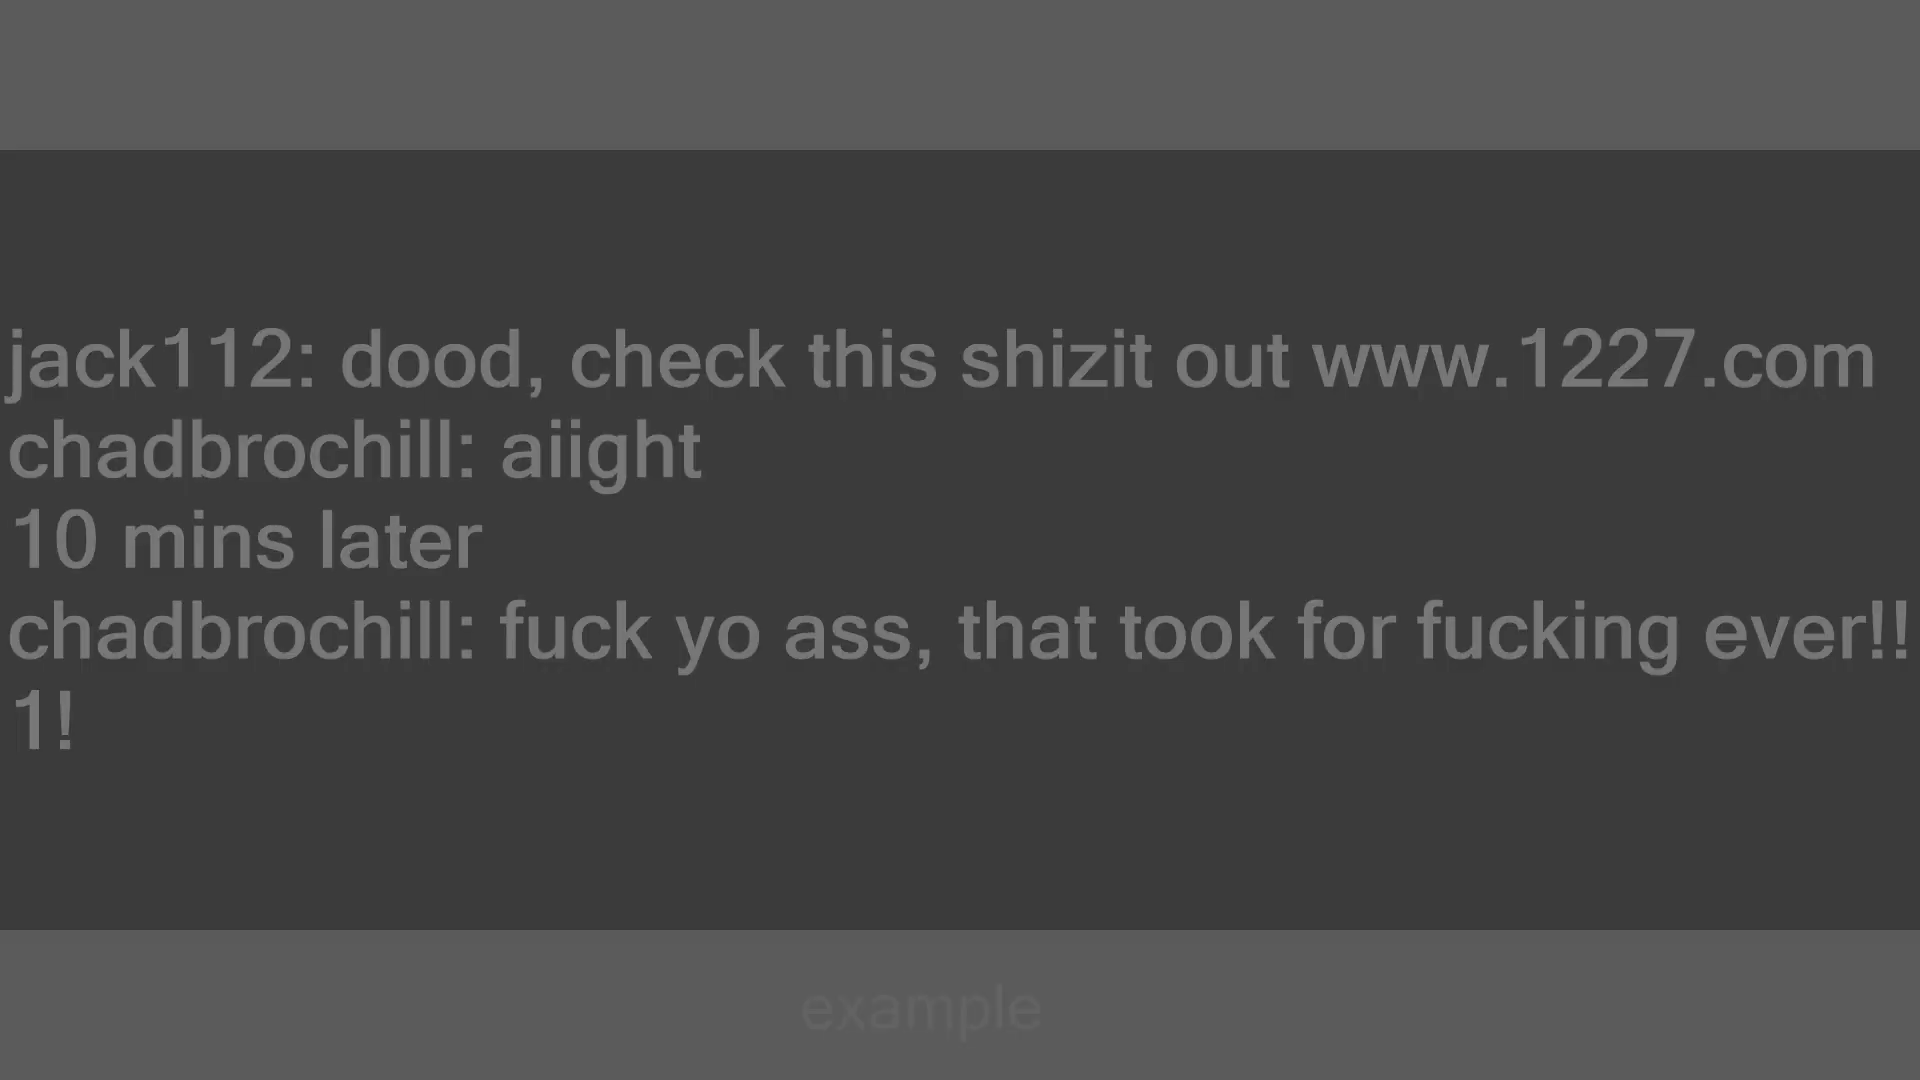 jack112: dood, check this shizit out www.1227.com
chadbrochill: aiight
10 mins later
chadbrochill: fuck yo ass, that took for fucking ever!!
1!
example